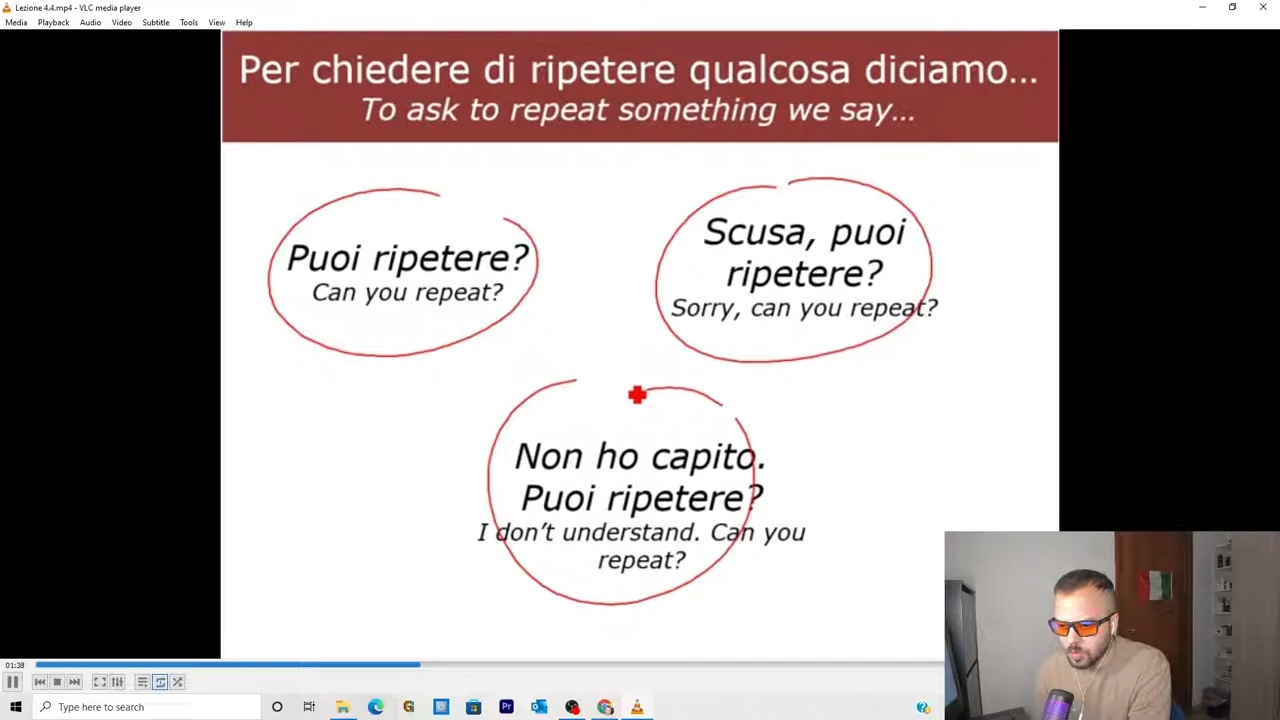 Lezione 4.4.mp4 - VLC media player
Media Playback Audio Video Subtitle Tools View Help
Per chiedere di ripetere qualcosa diciamo...
To ask to repeat something we say...
Puoi ripetere?
Can you repeat?
Scusa, puoi
ripetere?
Sorry, can you repeat?
Non ho capito.
Puoi ripetere?
I don't understand. Can you
repeat?
01:38
Type here to search
Pr